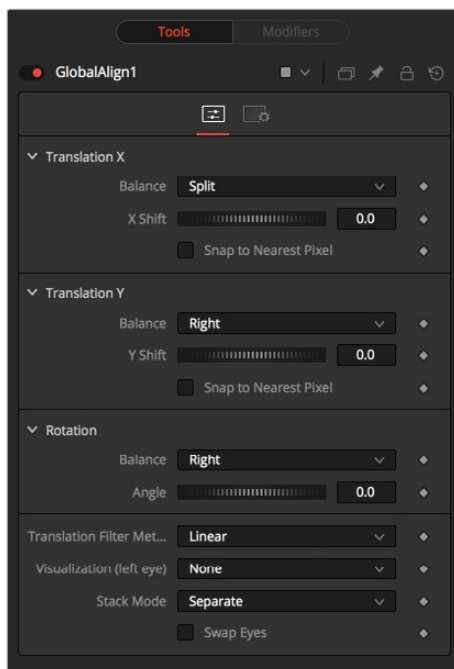 Tools Modifiers
GlobalAlign1
Translation X
Balance Split
X Shift 0.0
Snap to Nearest Pixel
Translation Y
Balance Right
Y Shift 0.0
Snap to Nearest Pixel
Rotation
Balance Right
Angle 0.0
Translation Filter Met... Linear
Visualization (left eye) None
Stack Mode Separate
Swap Eyes